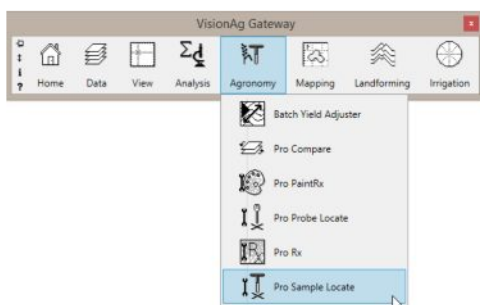 VisionAg Gateway
Home Data View Analysis Agronomy Mapping Landforming Irrigation
Batch Yield Adjuster
Pro Compare
Pro PaintRx
Pro Probe Locate
Pro Rx
Pro Sample Locate